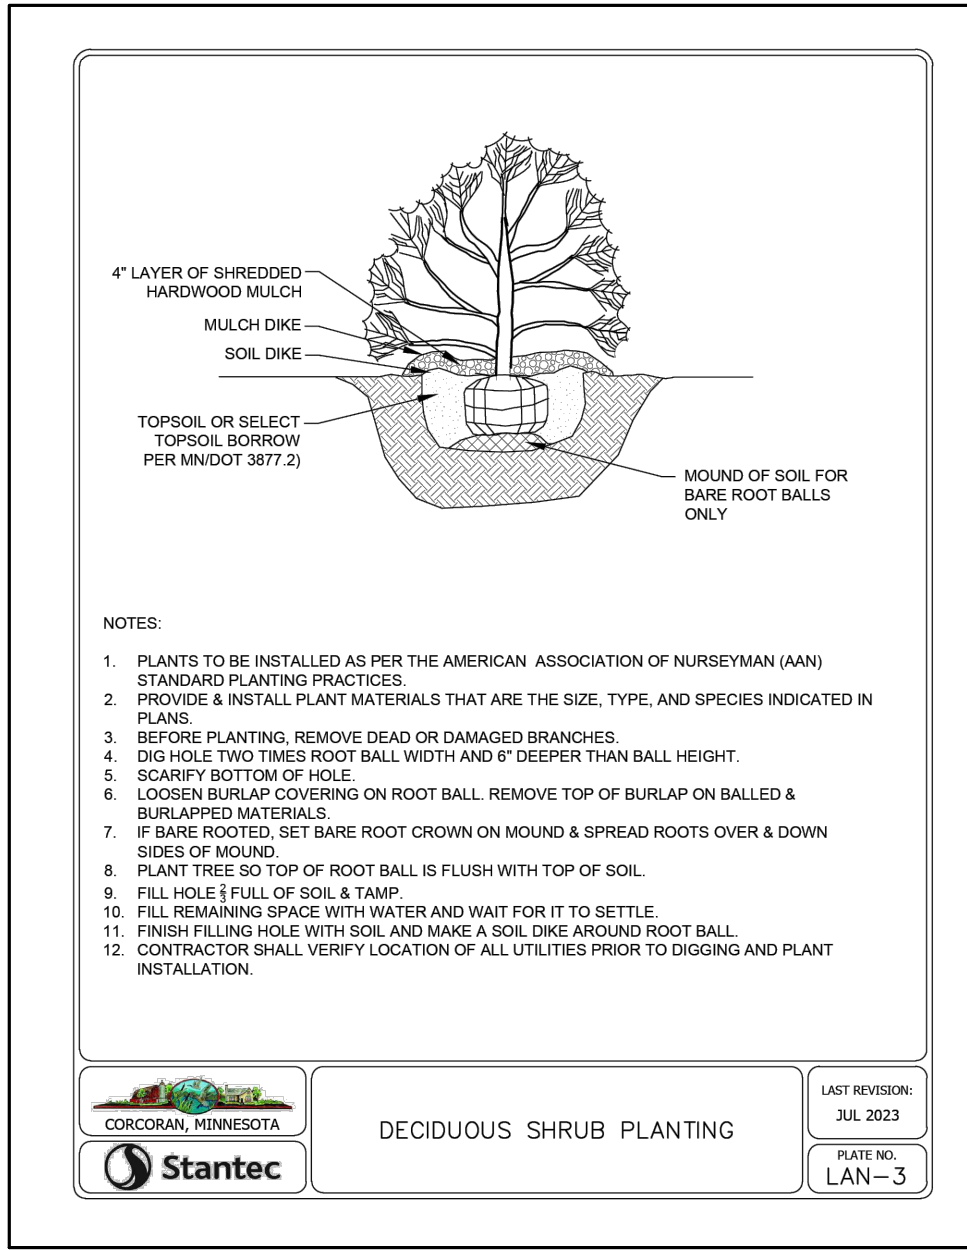 4" LAYER OF SHREDDED
HARDWOOD MULCH
MULCH DIKE
SOIL DIKE
TOPSOIL OR SELECT
TOPSOIL BORROW
PER MN/DOT 3877.2)
MOUND OF SOIL FOR
BARE ROOT BALLS
ONLY
NOTES:
1. PLANTS TO BE INSTALLED AS PER THE AMERICAN ASSOCIATION OF NURSEYMAN (AAN)
STANDARD PLANTING PRACTICES.
2. PROVIDE & INSTALL PLANT MATERIALS THAT ARE THE SIZE, TYPE, AND SPECIES INDICATED IN
PLANS.
3. BEFORE PLANTING, REMOVE DEAD OR DAMAGED BRANCHES.
4. DIG HOLE TWO TIMES ROOT BALL WIDTH AND 6" DEEPER THAN BALL HEIGHT.
5. SCARIFY BOTTOM OF HOLE.
6. LOOSEN BURLAP COVERING ON ROOT BALL. REMOVE TOP OF BURLAP ON BALLED &
BURLAPPED MATERIALS.
7. IF BARE ROOTED, SET BARE ROOT CROWN ON MOUND & SPREAD ROOTS OVER & DOWN
SIDES OF MOUND.
8. PLANT TREE SO TOP OF ROOT BALL IS FLUSH WITH TOP OF SOIL.
9. FILL HOLE 2/3 FULL OF SOIL & TAMP.
10. FILL REMAINING SPACE WITH WATER AND WAIT FOR IT TO SETTLE.
11. FINISH FILLING HOLE WITH SOIL AND MAKE A SOIL DIKE AROUND ROOT BALL.
12. CONTRACTOR SHALL VERIFY LOCATION OF ALL UTILITIES PRIOR TO DIGGING AND PLANT
INSTALLATION.
CORCORAN, MINNESOTA
Stantec
DECIDUOUS SHRUB PLANTING
LAST REVISION:
JUL 2023
PLATE NO.
LAN-3